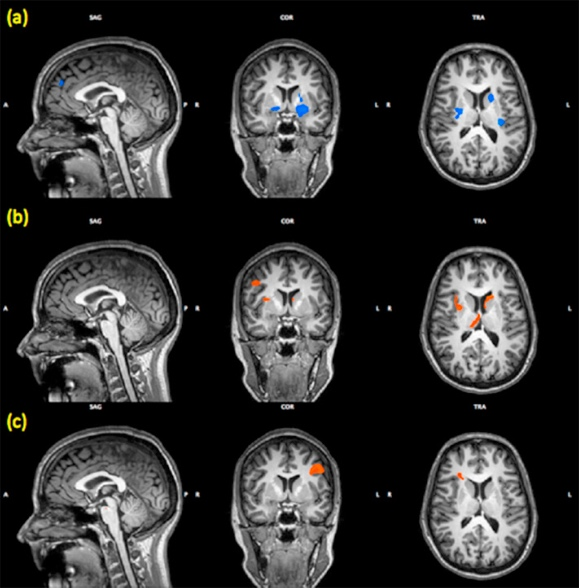 (a)
SAG COR TRA
A P R L R L
(b)
SAG COR TRA
A P R L R L
(c)
SAG COR TRA
A P R L R L